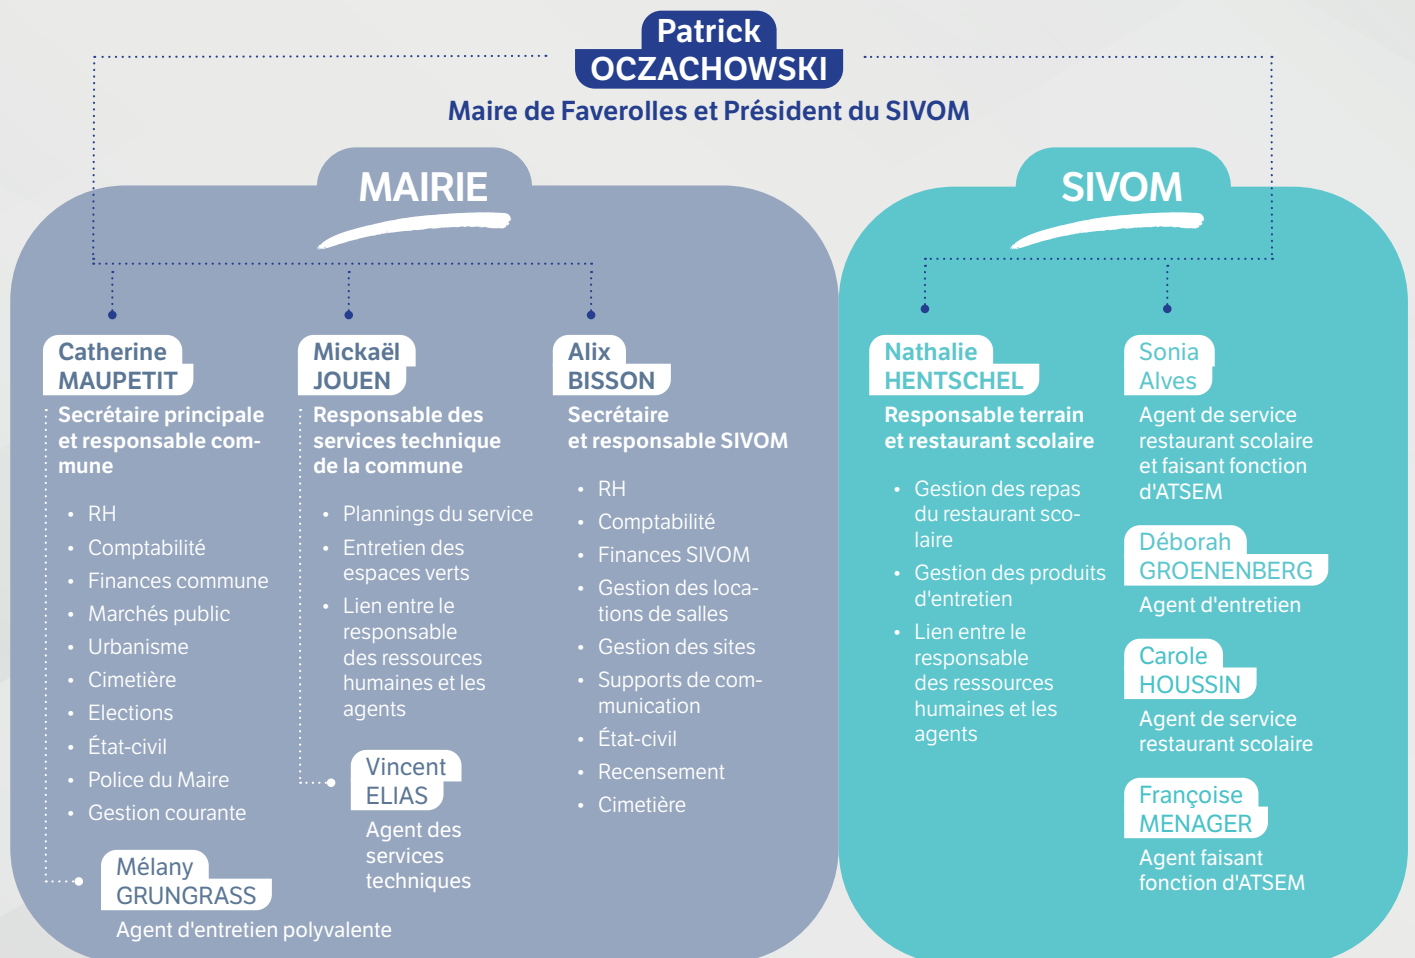 Patrick
OCZACHOWSKI
Maire de Faverolles et Président du SIVOM
MAIRIE
Catherine
MAUPETIT
Secrétaire principale
et responsable com-
mune
• RH
• Comptabilité
• Finances commune
• Marchés public
• Urbanisme
• Cimetière
• Elections
• État-civil
• Police du Maire
• Gestion courante
Mélany
GRUNGRASS
Agent d'entretien polyvalente
Mickaël
JOUEN
Responsable des
services technique
de la commune
• Plannings du service
• Entretien des
espaces verts
• Lien entre le
responsable
des ressources
humaines et les
agents
Vincent
ELIAS
Agent des
services
techniques
Alix
BISSON
Secrétaire
et responsable SIVOM
• RH
• Comptabilité
• Finances SIVOM
• Gestion des loca-
tions de salles
• Gestion des sites
• Supports de com-
munication
• État-civil
• Recensement
• Cimetière
SIVOM
Nathalie
HENTSCHEL
Responsable terrain
et restaurant scolaire
• Gestion des repas
du restaurant sco-
laire
• Gestion des produits
d'entretien
• Lien entre le
responsable
des ressources
humaines et les
agents
Sonia
Alves
Agent de service
restaurant scolaire
et faisant fonction
d'ATSEM
Déborah
GROENENBERG
Agent d'entretien
Carole
HOUSSIN
Agent de service
restaurant scolaire
Françoise
MENAGER
Agent faisant
fonction d'ATSEM